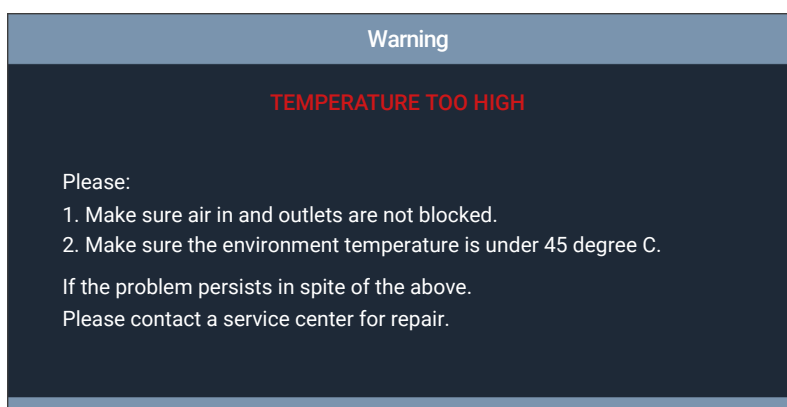 Warning
TEMPERATURE TOO HIGH
Please:
1. Make sure air in and outlets are not blocked.
2. Make sure the environment temperature is under 45 degree C.
If the problem persists in spite of the above.
Please contact a service center for repair.